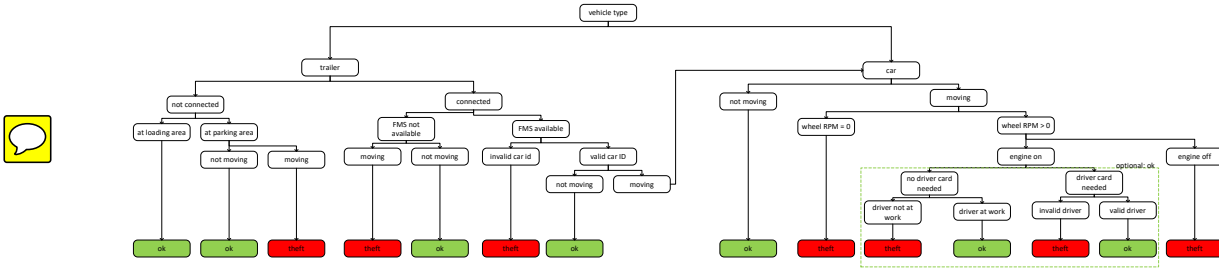 vehicle type
trailer
car
not connected
connected
not moving
moving
at loading area
at parking area
FMS not
available
FMS available
wheel RPM = 0
wheel RPM > 0
not moving
moving
moving
not moving
invalid car id
valid car ID
engine on
engine off
optional: ok
not moving
moving
no driver card
needed
driver card
needed
driver not at
work
driver at work
invalid driver
valid driver
ok
ok
theft
theft
ok
theft
ok
ok
theft
theft
ok
theft
ok
theft